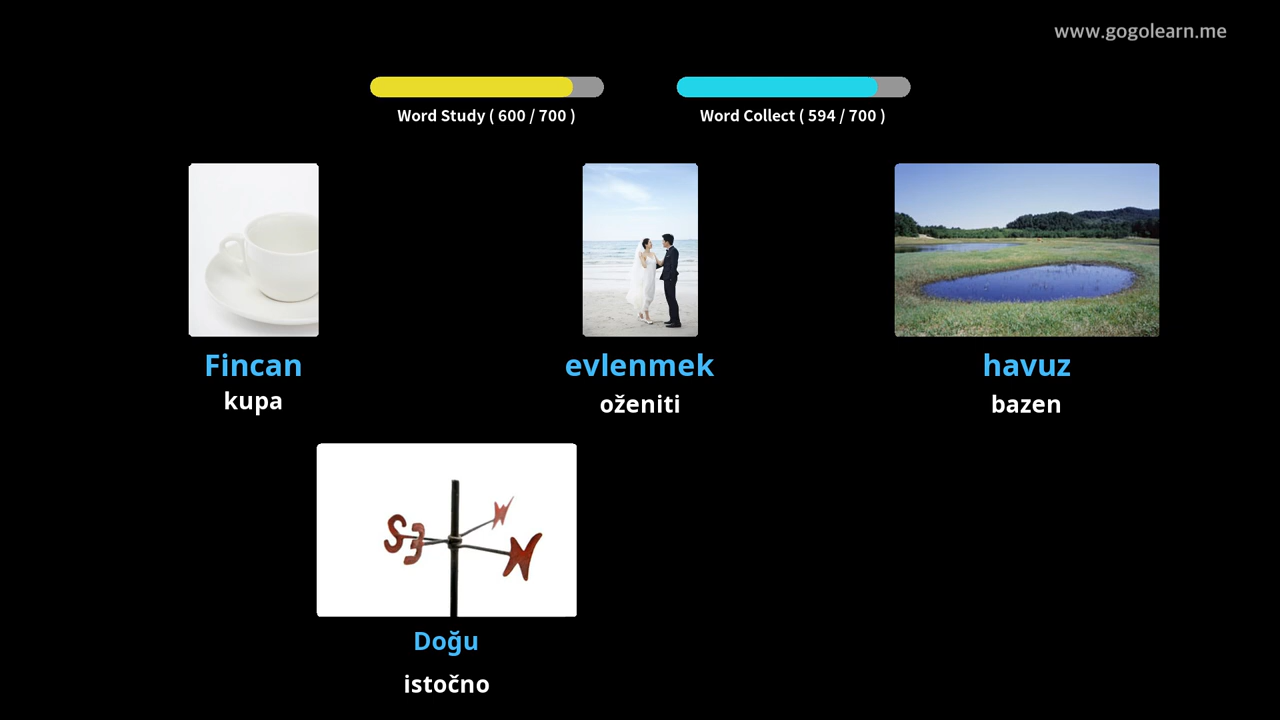 www.gogolearn.me
Word Study ( 600 / 700 )
Word Collect ( 594 / 700 )
Fincan
evlenmek
havuz
kupa
oženiti
bazen
S E N
Doğu
istočno